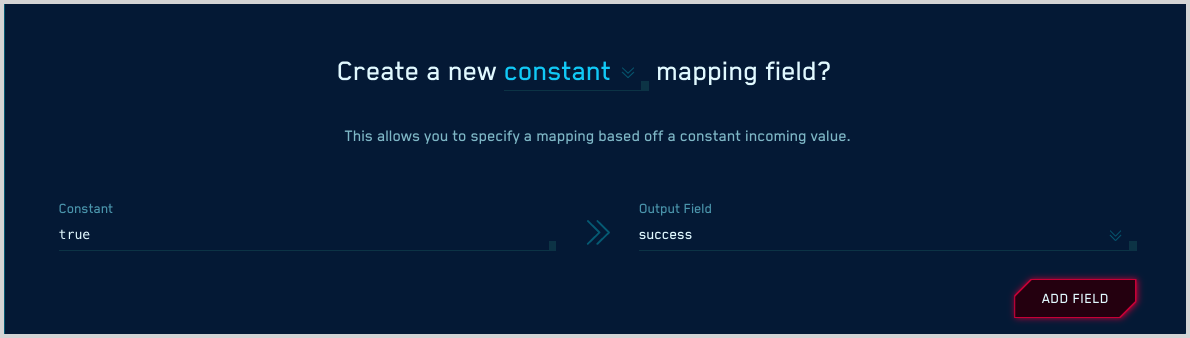 Create a new constant mapping field?
This allows you to specify a mapping based off a constant incoming value.
Constant
Output Field
true
success
ADD FIELD